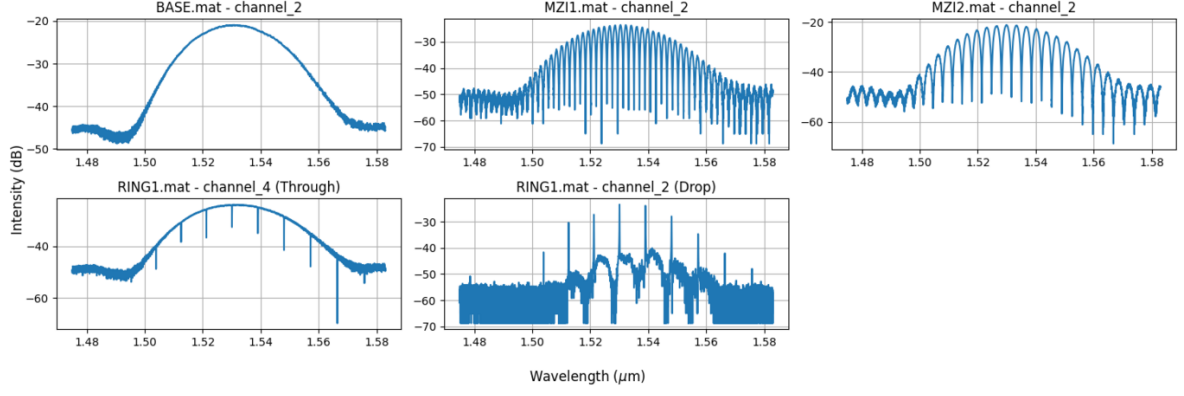 BASE.mat - channel_2
−20
−30
−40
−50
1.48 1.50 1.52 1.54 1.56 1.58
MZI1.mat - channel_2
−30
−40
−50
−60
−70
1.48 1.50 1.52 1.54 1.56 1.58
MZI2.mat - channel_2
−20
−40
−60
1.48 1.50 1.52 1.54 1.56 1.58
Intensity (dB)
RING1.mat - channel_4 (Through)
−40
−60
1.48 1.50 1.52 1.54 1.56 1.58
RING1.mat - channel_2 (Drop)
−30
−40
−50
−60
−70
1.48 1.50 1.52 1.54 1.56 1.58
Wavelength (μm)